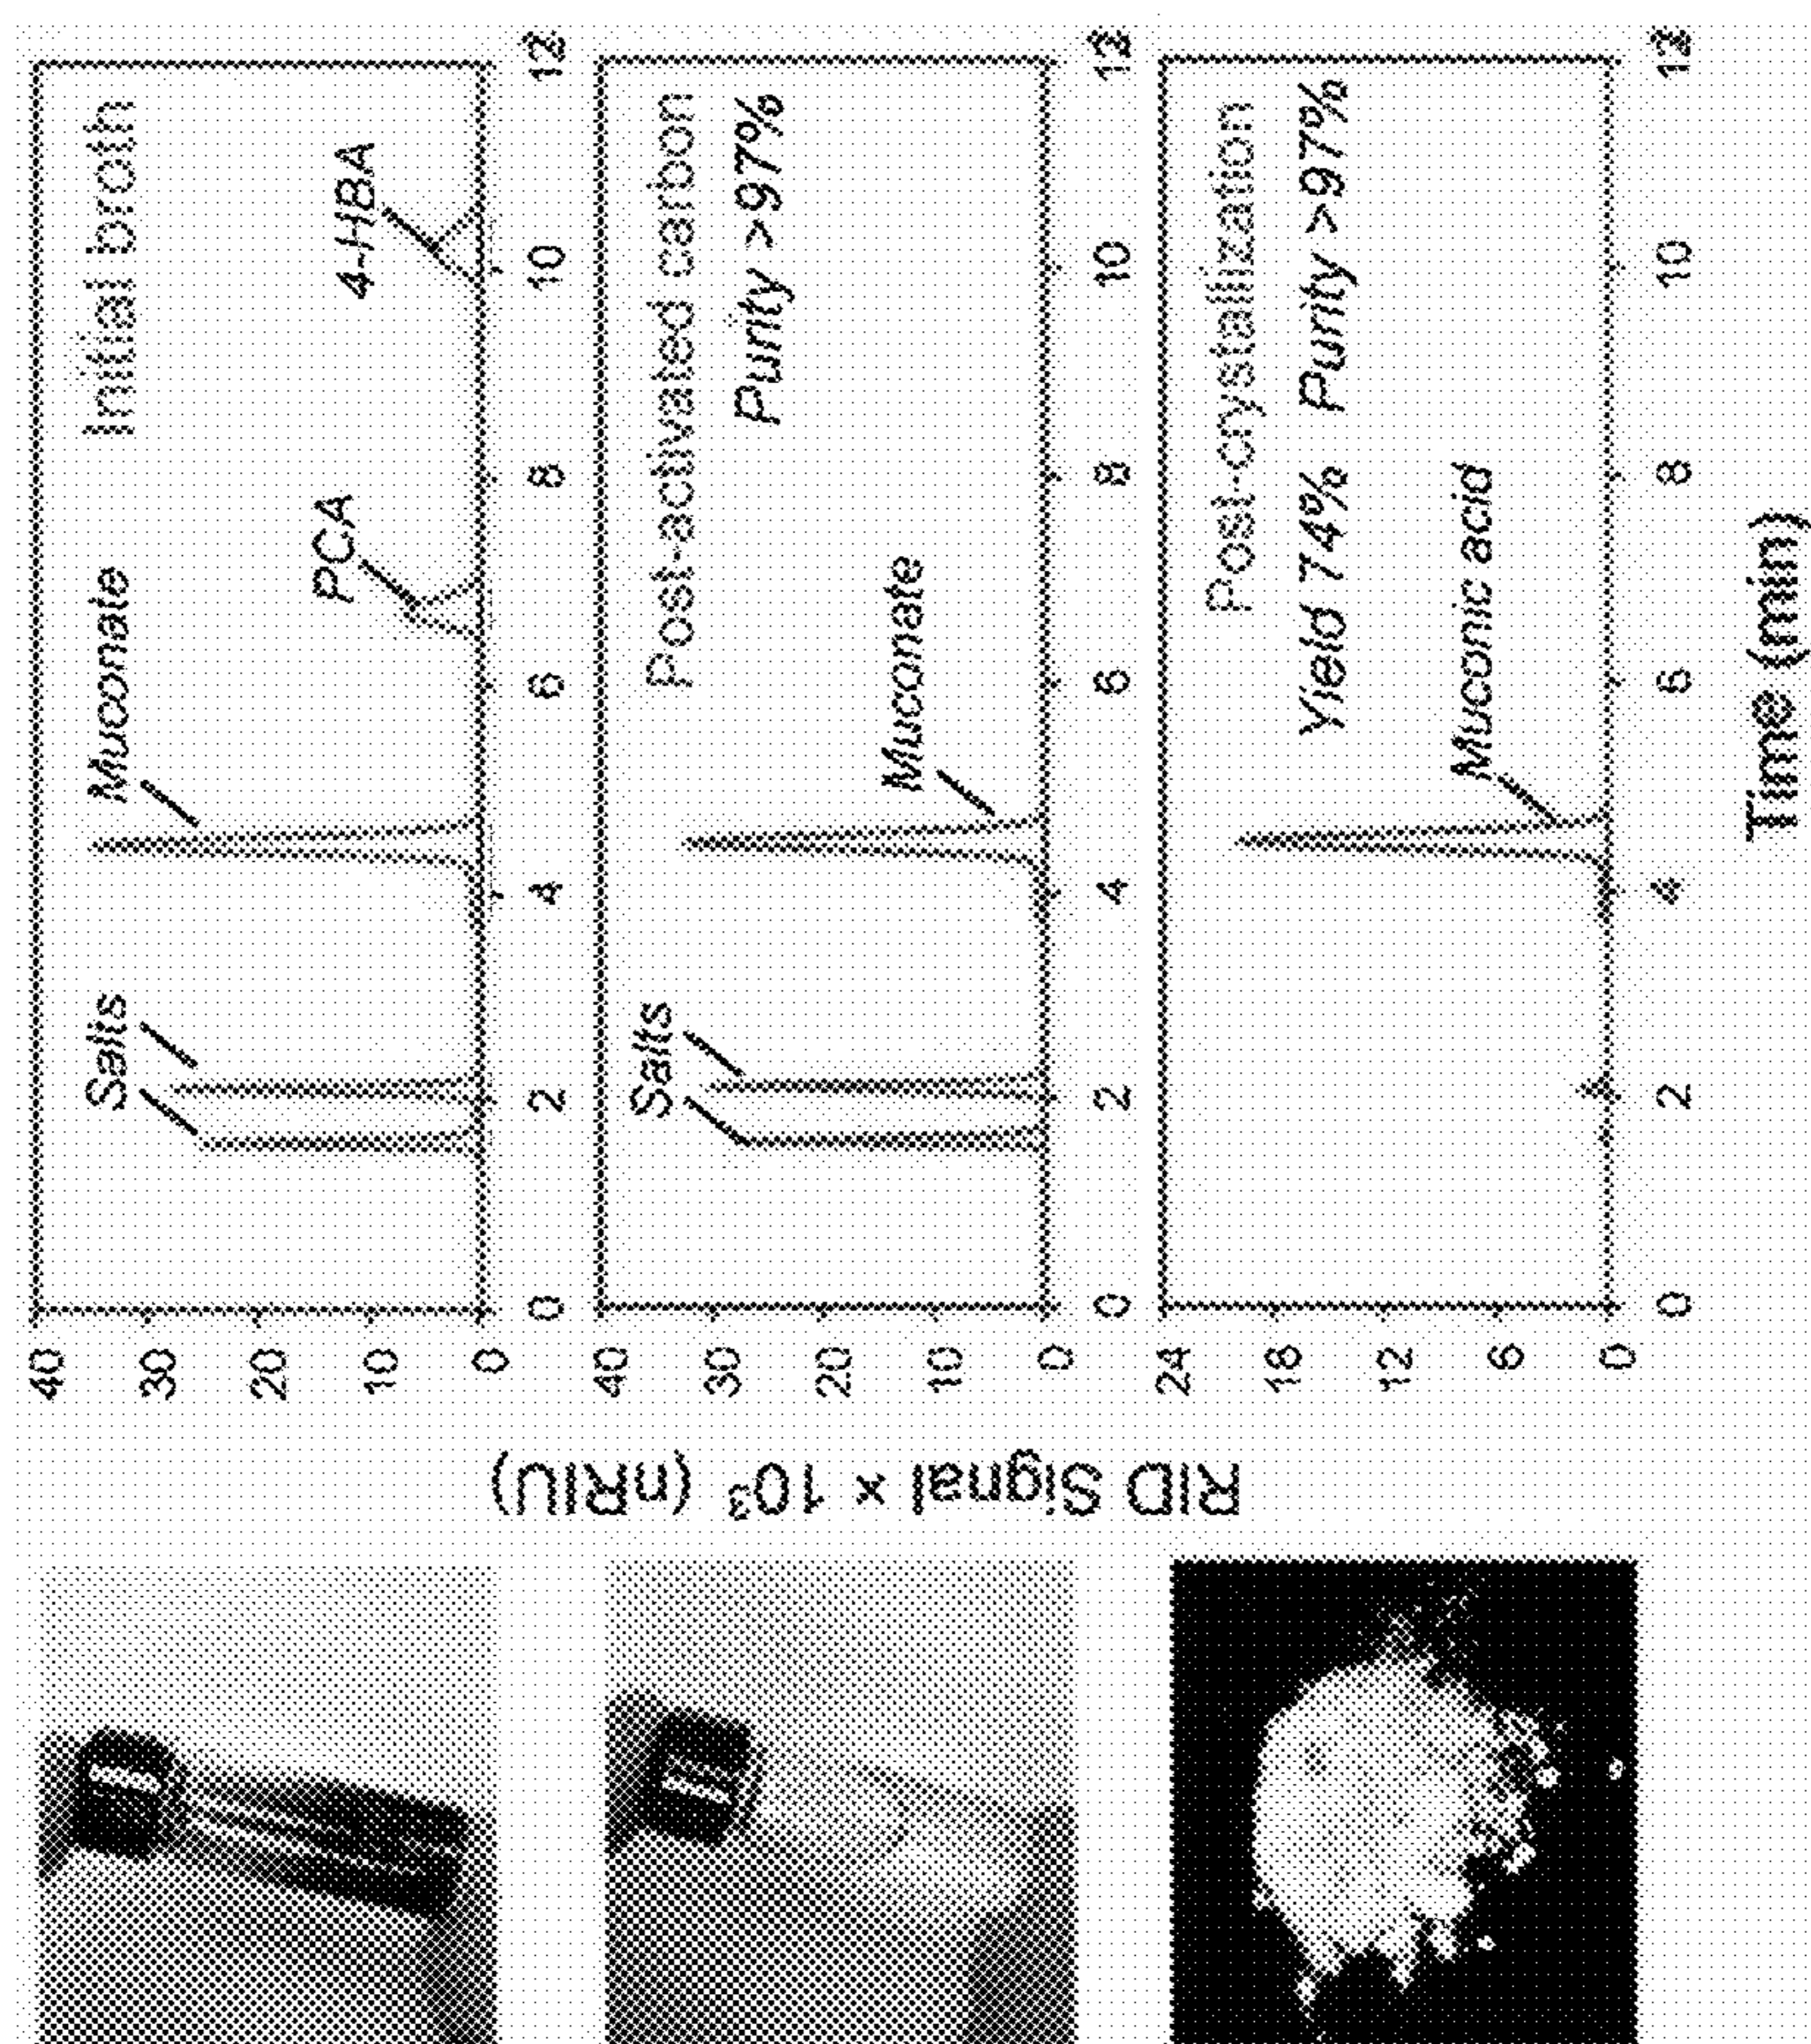 Initial broth
Salts
Muconate
PCA
4-HBA
40
30
20
10
0
0
2
4
6
8
10
12
Post-activated carbon
Purity >97%
Salts
Muconate
40
30
20
10
0
0
2
4
6
8
10
12
Post-crystallization
Yield 74% Purity >97%
Muconic acid
24
18
12
6
0
0
2
4
6
8
10
12
RID Signal × 10³ (nRIU)
Time (min)